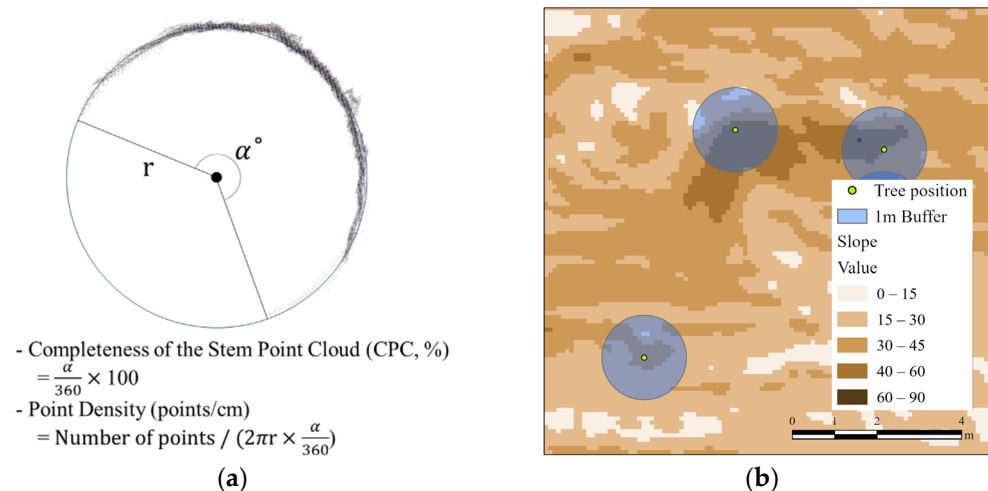 α°
r
- Completeness of the Stem Point Cloud (CPC, %)
= α/360 × 100
- Point Density (points/cm)
= Number of points / (2πr × α/360)
(a)
Tree position
1m Buffer
Slope
Value
0 – 15
15 – 30
30 – 45
40 – 60
60 – 90
0 2 4
m
(b)